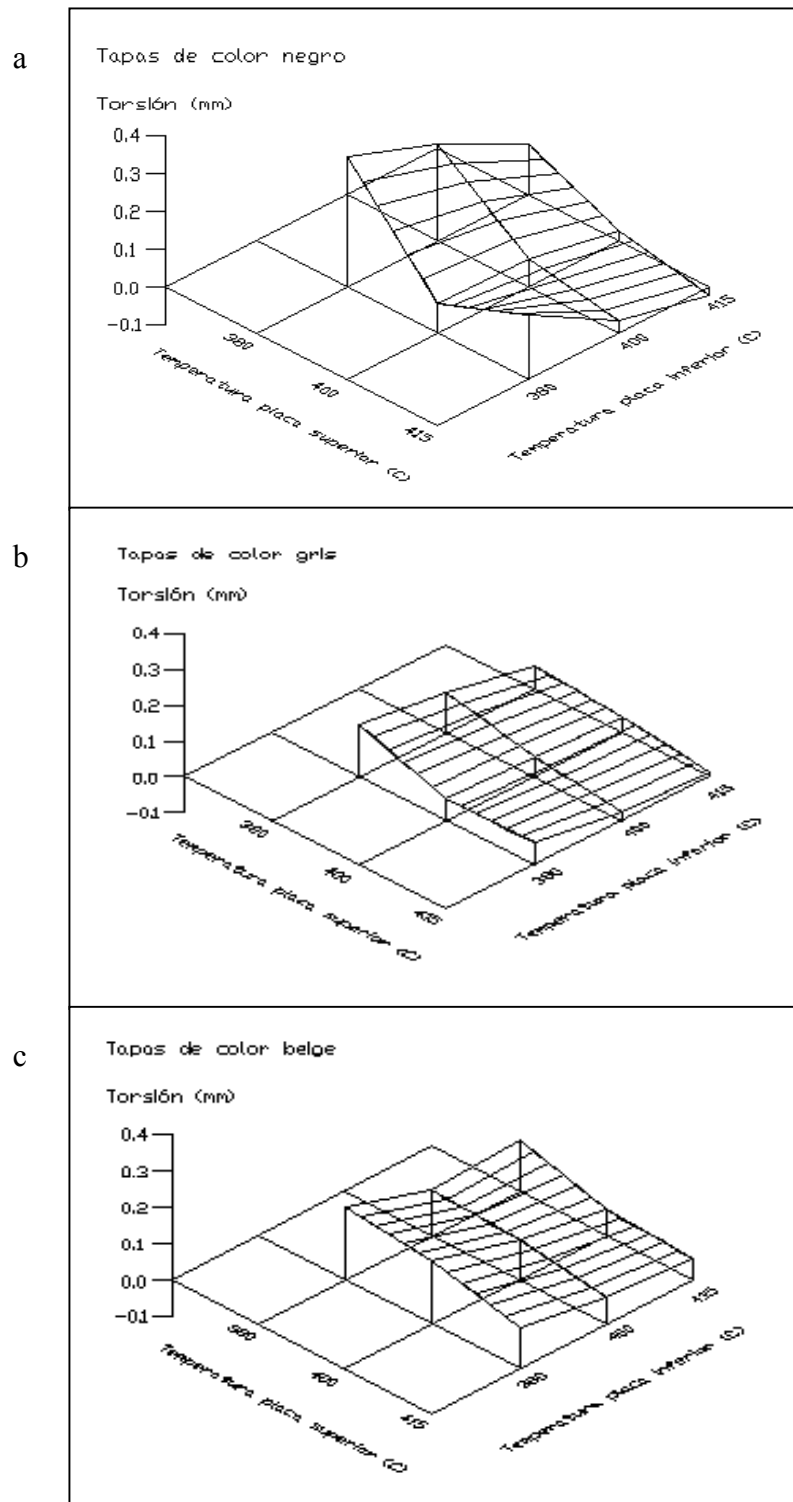 a
Tapas de color negro
Torsión (mm)
0.4
0.3
0.2
0.1
0.0
-0.1
380
400
415
Temperatura placa superior (C)
380
400
415
Temperatura placa inferior (C)
b
Tapas de color gris
Torsión (mm)
0.4
0.3
0.2
0.1
0.0
-0.1
380
400
415
Temperatura placa superior (C)
380
400
415
Temperatura placa inferior (C)
c
Tapas de color beige
Torsión (mm)
0.4
0.3
0.2
0.1
0.0
-0.1
380
400
415
Temperatura placa superior (C)
380
400
415
Temperatura placa inferior (C)